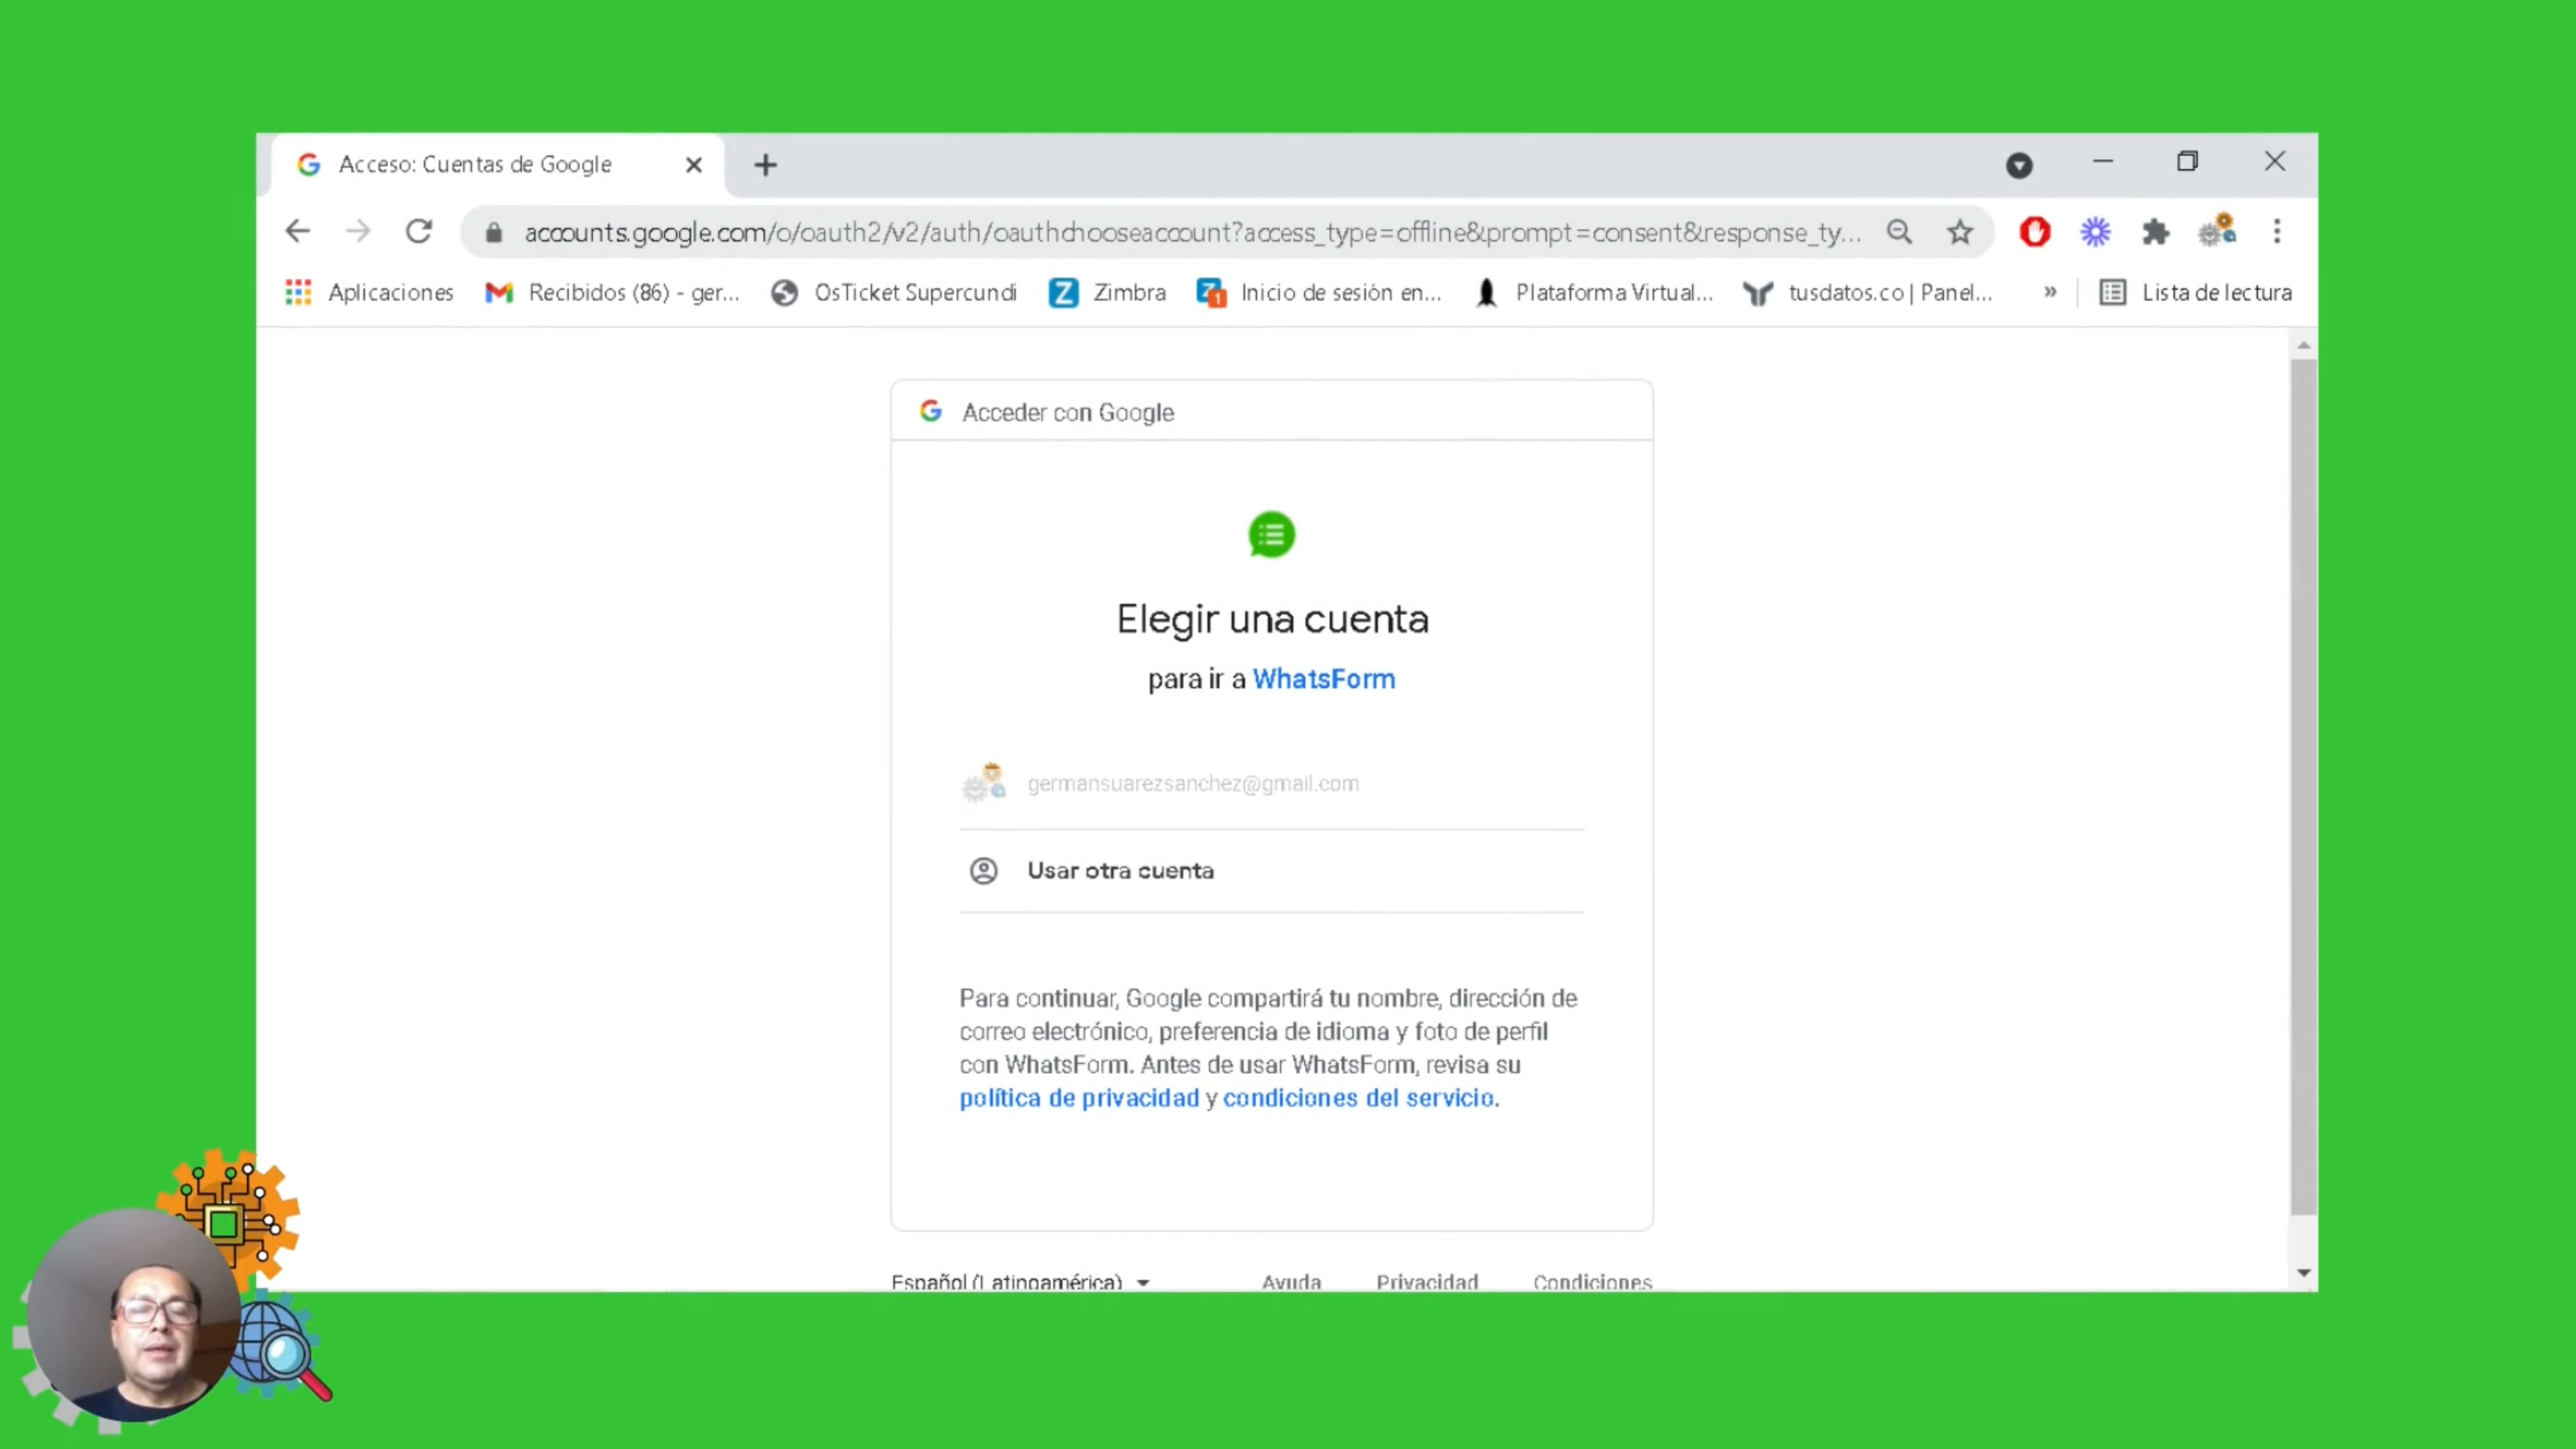 Acceso: Cuentas de Google
accounts.google.com/o/oauth2/v2/auth/oauthchooseaccount?access_type=offline&prompt=consent&response_ty...
Aplicaciones
Recibidos (86) - ger...
OsTicket Supercundi
Zimbra
Inicio de sesión en...
Plataforma Virtual...
tusdatos.co | Panel...
»
Lista de lectura
Acceder con Google
Elegir una cuenta
para ir a WhatsForm
germansuarezsanchez@gmail.com
Usar otra cuenta
Para continuar, Google compartirá tu nombre, dirección de
correo electrónico, preferencia de idioma y foto de perfil
con WhatsForm. Antes de usar WhatsForm, revisa su
política de privacidad y condiciones del servicio.
Español (Latinoamérica)
Ayuda
Privacidad
Condiciones